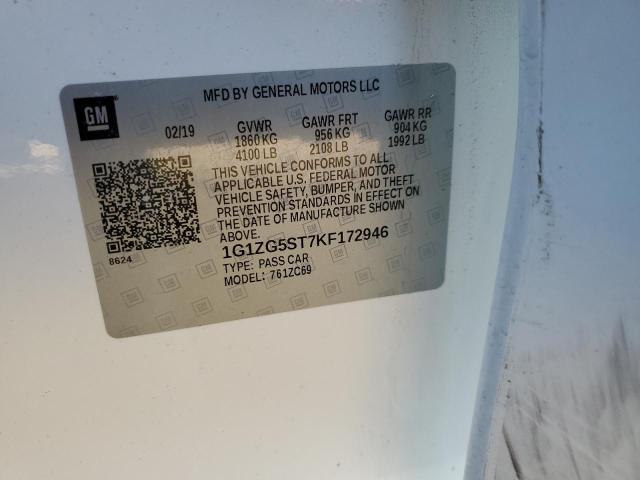 MFD BY GENERAL MOTORS LLC
GM
02/19
GVWR
1860 KG
4100 LB
GAWR FRT
956 KG
2108 LB
GAWR RR
904 KG
1992 LB
THIS VEHICLE CONFORMS TO ALL
APPLICABLE U.S. FEDERAL MOTOR
VEHICLE SAFETY, BUMPER, AND THEFT
PREVENTION STANDARDS IN EFFECT ON
THE DATE OF MANUFACTURE SHOWN
ABOVE.
8624
1G1ZG5ST7KF172946
TYPE: PASS CAR
MODEL: 761ZC69